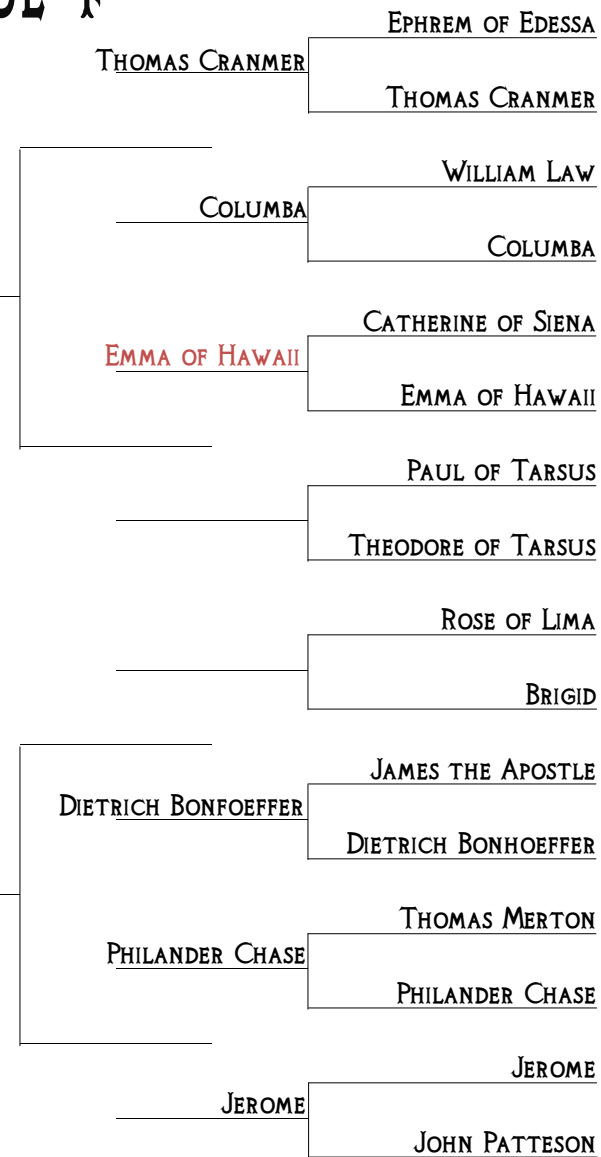 Ephrem of Edessa
Thomas Cranmer
Thomas Cranmer
William Law
Columba
Columba
Catherine of Siena
Emma of Hawaii
Emma of Hawaii
Paul of Tarsus
Theodore of Tarsus
Rose of Lima
Brigid
James the Apostle
Dietrich Bonfoeffer
Dietrich Bonhoeffer
Thomas Merton
Philander Chase
Philander Chase
Jerome
Jerome
John Patteson